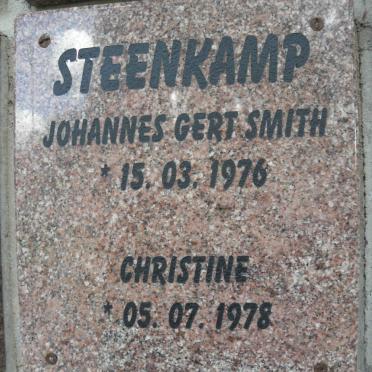 STEENKAMP
JOHANNES GERT SMITH
* 15. 03. 1976
CHRISTINE
* 05. 07. 1978